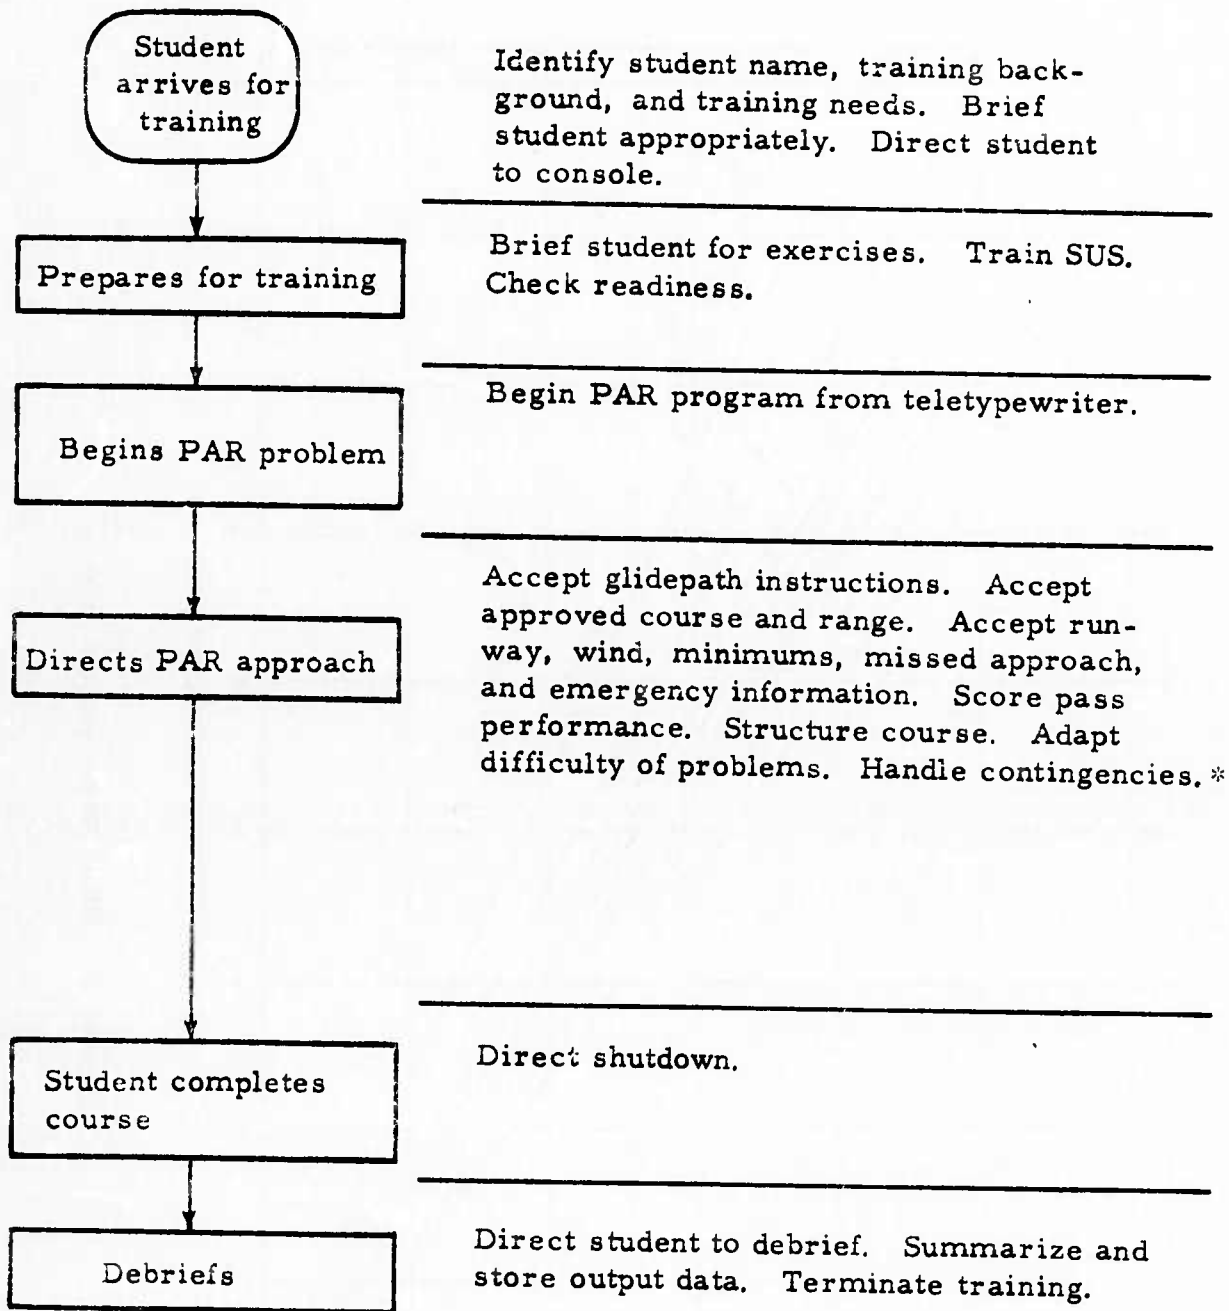 Student
arrives for
training
Identify student name, training back-
ground, and training needs. Brief
student appropriately. Direct student
to console.
Prepares for training
Brief student for exercises. Train SUS.
Check readiness.
Begins PAR problem
Begin PAR program from teletypewriter.
Directs PAR approach
Accept glidepath instructions. Accept
approved course and range. Accept run-
way, wind, minimums, missed approach,
and emergency information. Score pass
performance. Structure course. Adapt
difficulty of problems. Handle contingencies.*
Student completes
course
Direct shutdown.
Debriefs
Direct student to debrief. Summarize and
store output data. Terminate training.